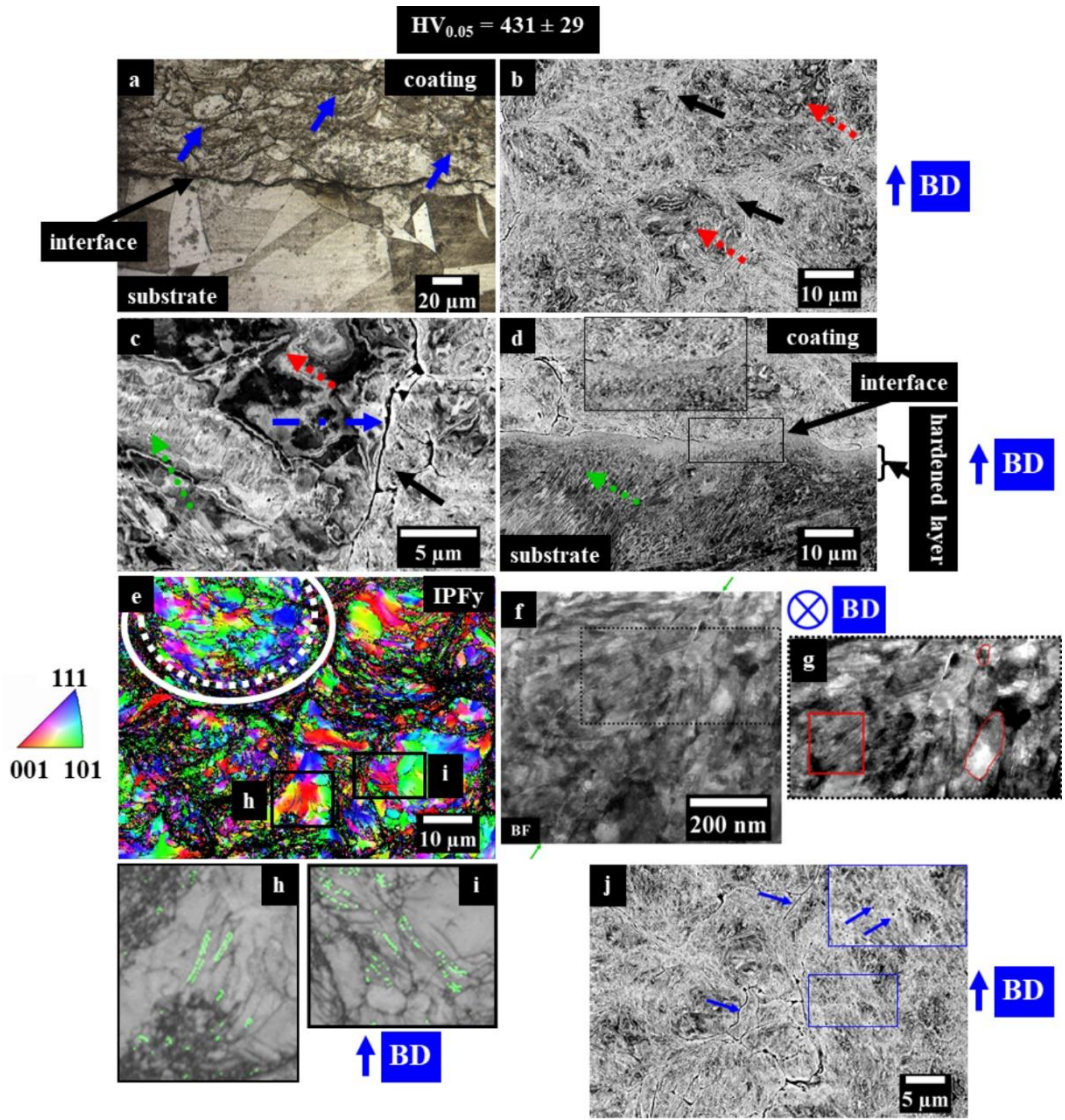 HV0.05 = 431 ± 29
a
coating
interface
substrate
20 μm
b
10 μm
BD
c
5 μm
d
coating
interface
hardened layer
substrate
10 μm
BD
e
IPFy
111
001 101
h
i
10 μm
f
BF
200 nm
BD
g
h
i
BD
j
5 μm
BD